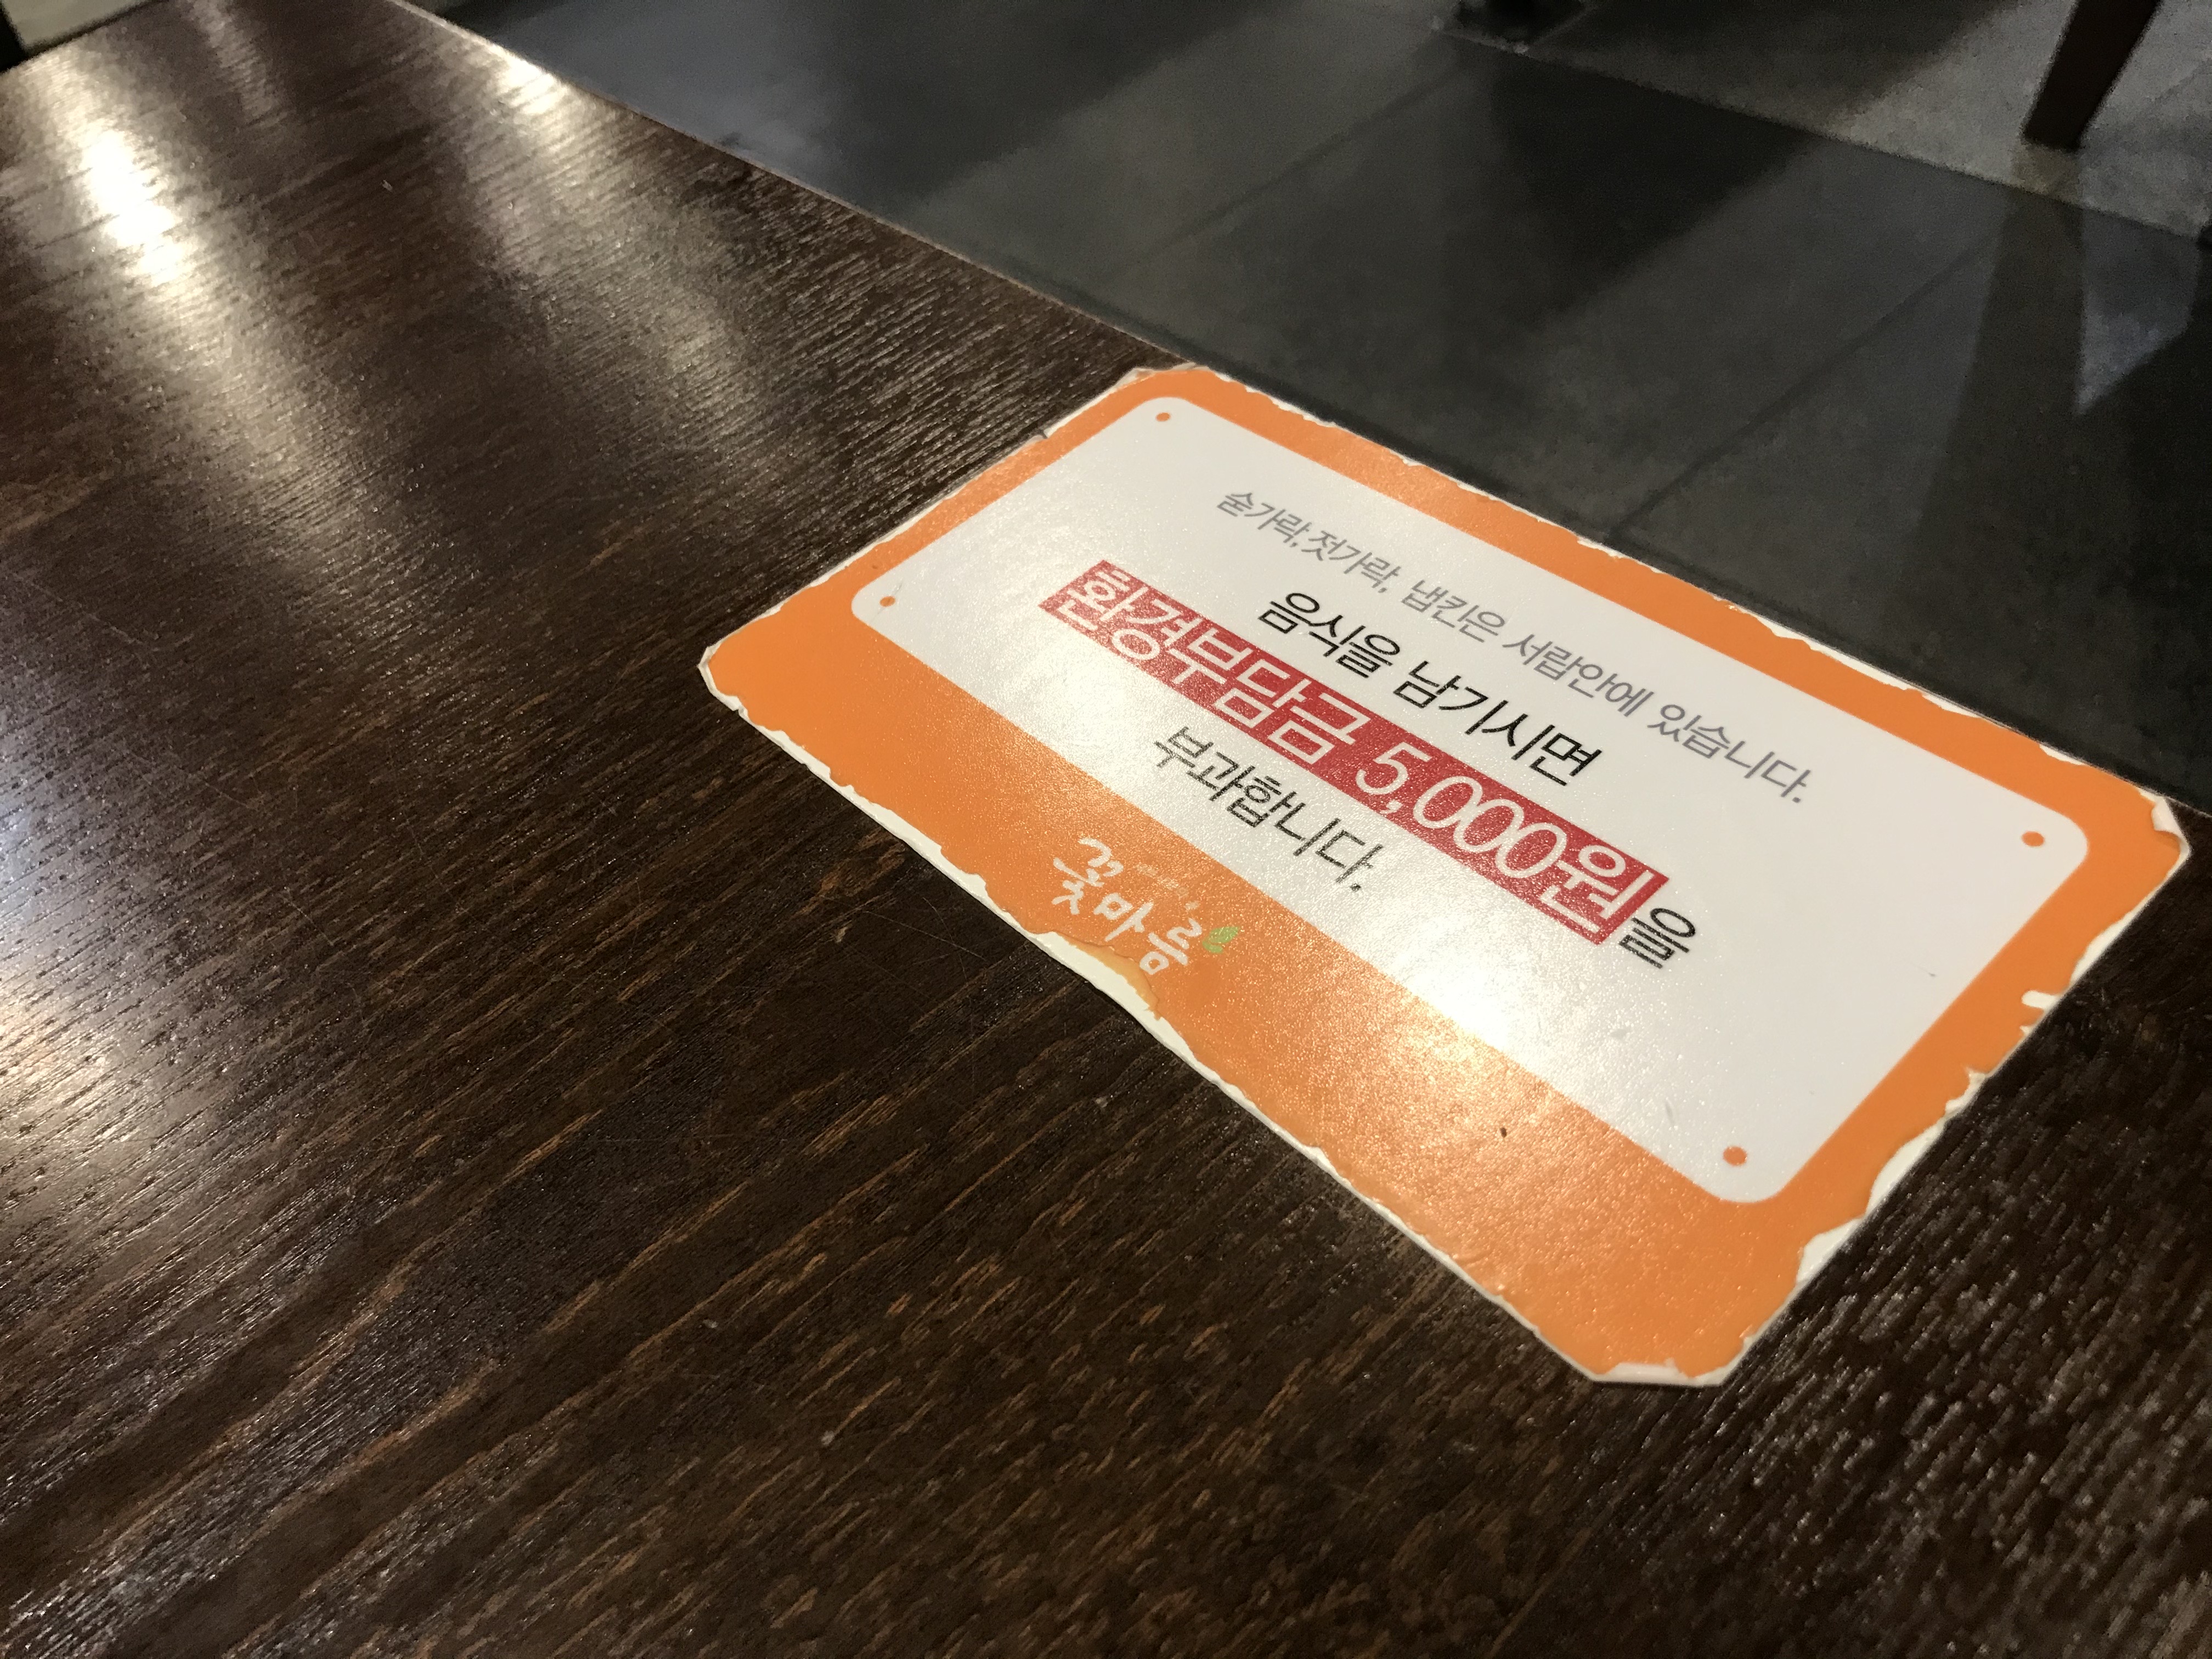 숟가락,젓가락, 냅킨은 서랍안에 있습니다.
음식을 남기시면
환경부담금 5,000원을
부과합니다.
꽃마름